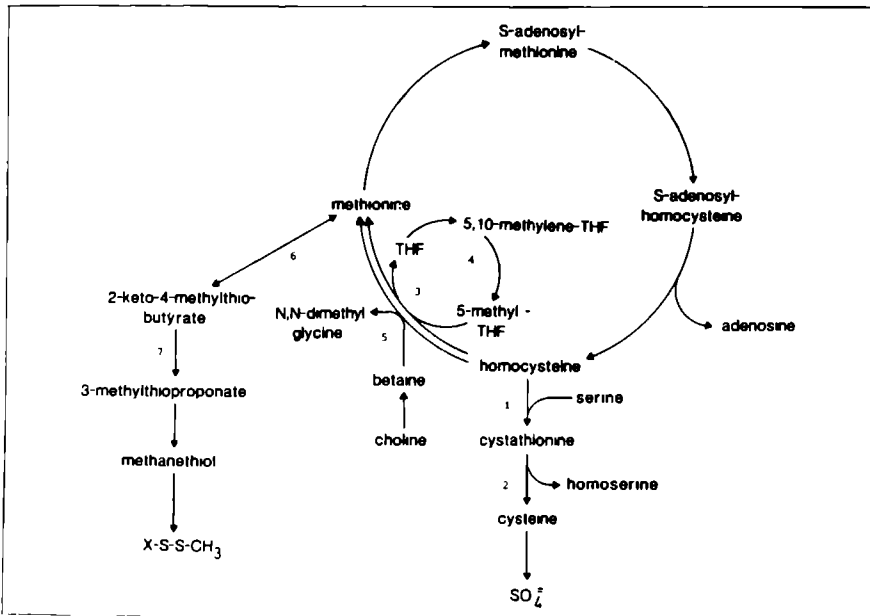 S-adenosyl-
methionine
S-adenosyl-
homocysteine
methionine
5,10-methylene-THF
THF
4
6
3
2-keto-4-methylthio-
butyrate
N,N-dimethyl
glycine
5-methyl -
THF
adenosine
5
7
homocysteine
betaine
3-methylthioproponate
1
serine
choline
cystathionine
methanethiol
2
homoserine
cysteine
X-S-S-CH3
SO4=